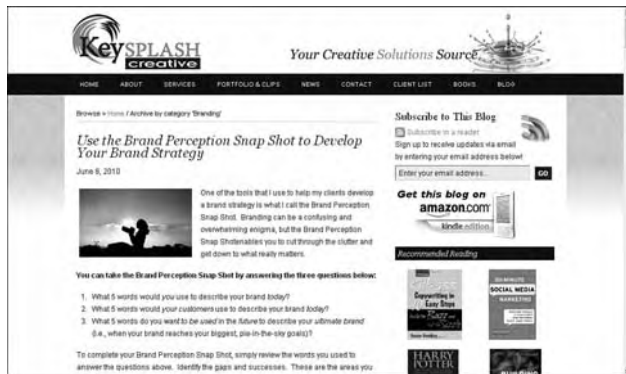 KeySPLASH
creative
Your Creative Solutions Source
HOME ABOUT SERVICES PORTFOLIO & CLIPS NEWS CONTACT CLIENT LIST BOOKS BLOG
Browse » Home / Archive by category 'Branding'
Use the Brand Perception Snap Shot to Develop
Your Brand Strategy
June 9, 2010
One of the tools that I use to help my clients develop
a brand strategy is what I call the Brand Perception
Snap Shot. Branding can be a confusing and
overwhelming enigma, but the Brand Perception
Snap Shotenables you to cut through the clutter and
get down to what really matters.
You can take the Brand Perception Snap Shot by answering the three questions below:
1. What 5 words would you use to describe your brand today?
2. What 5 words would your customers use to describe your brand today?
3. What 5 words do you want to be used in the future to describe your ultimate brand
(i.e., when your brand reaches your biggest, pie-in-the-sky goals)?
To complete your Brand Perception Snap Shot, simply review the words you used to
answer the questions above. Identify the gaps and successes. These are the areas you
Subscribe to This Blog
Subscribe in a reader
Sign up to receive updates via email
by entering your email address below!
Enter your email address... GO
Get this blog on
amazon.com
kindle edition
Recommended Reading
Copywriting in
Easy Steps
SOCIAL MEDIA
MARKETING
HARRY
POTTER